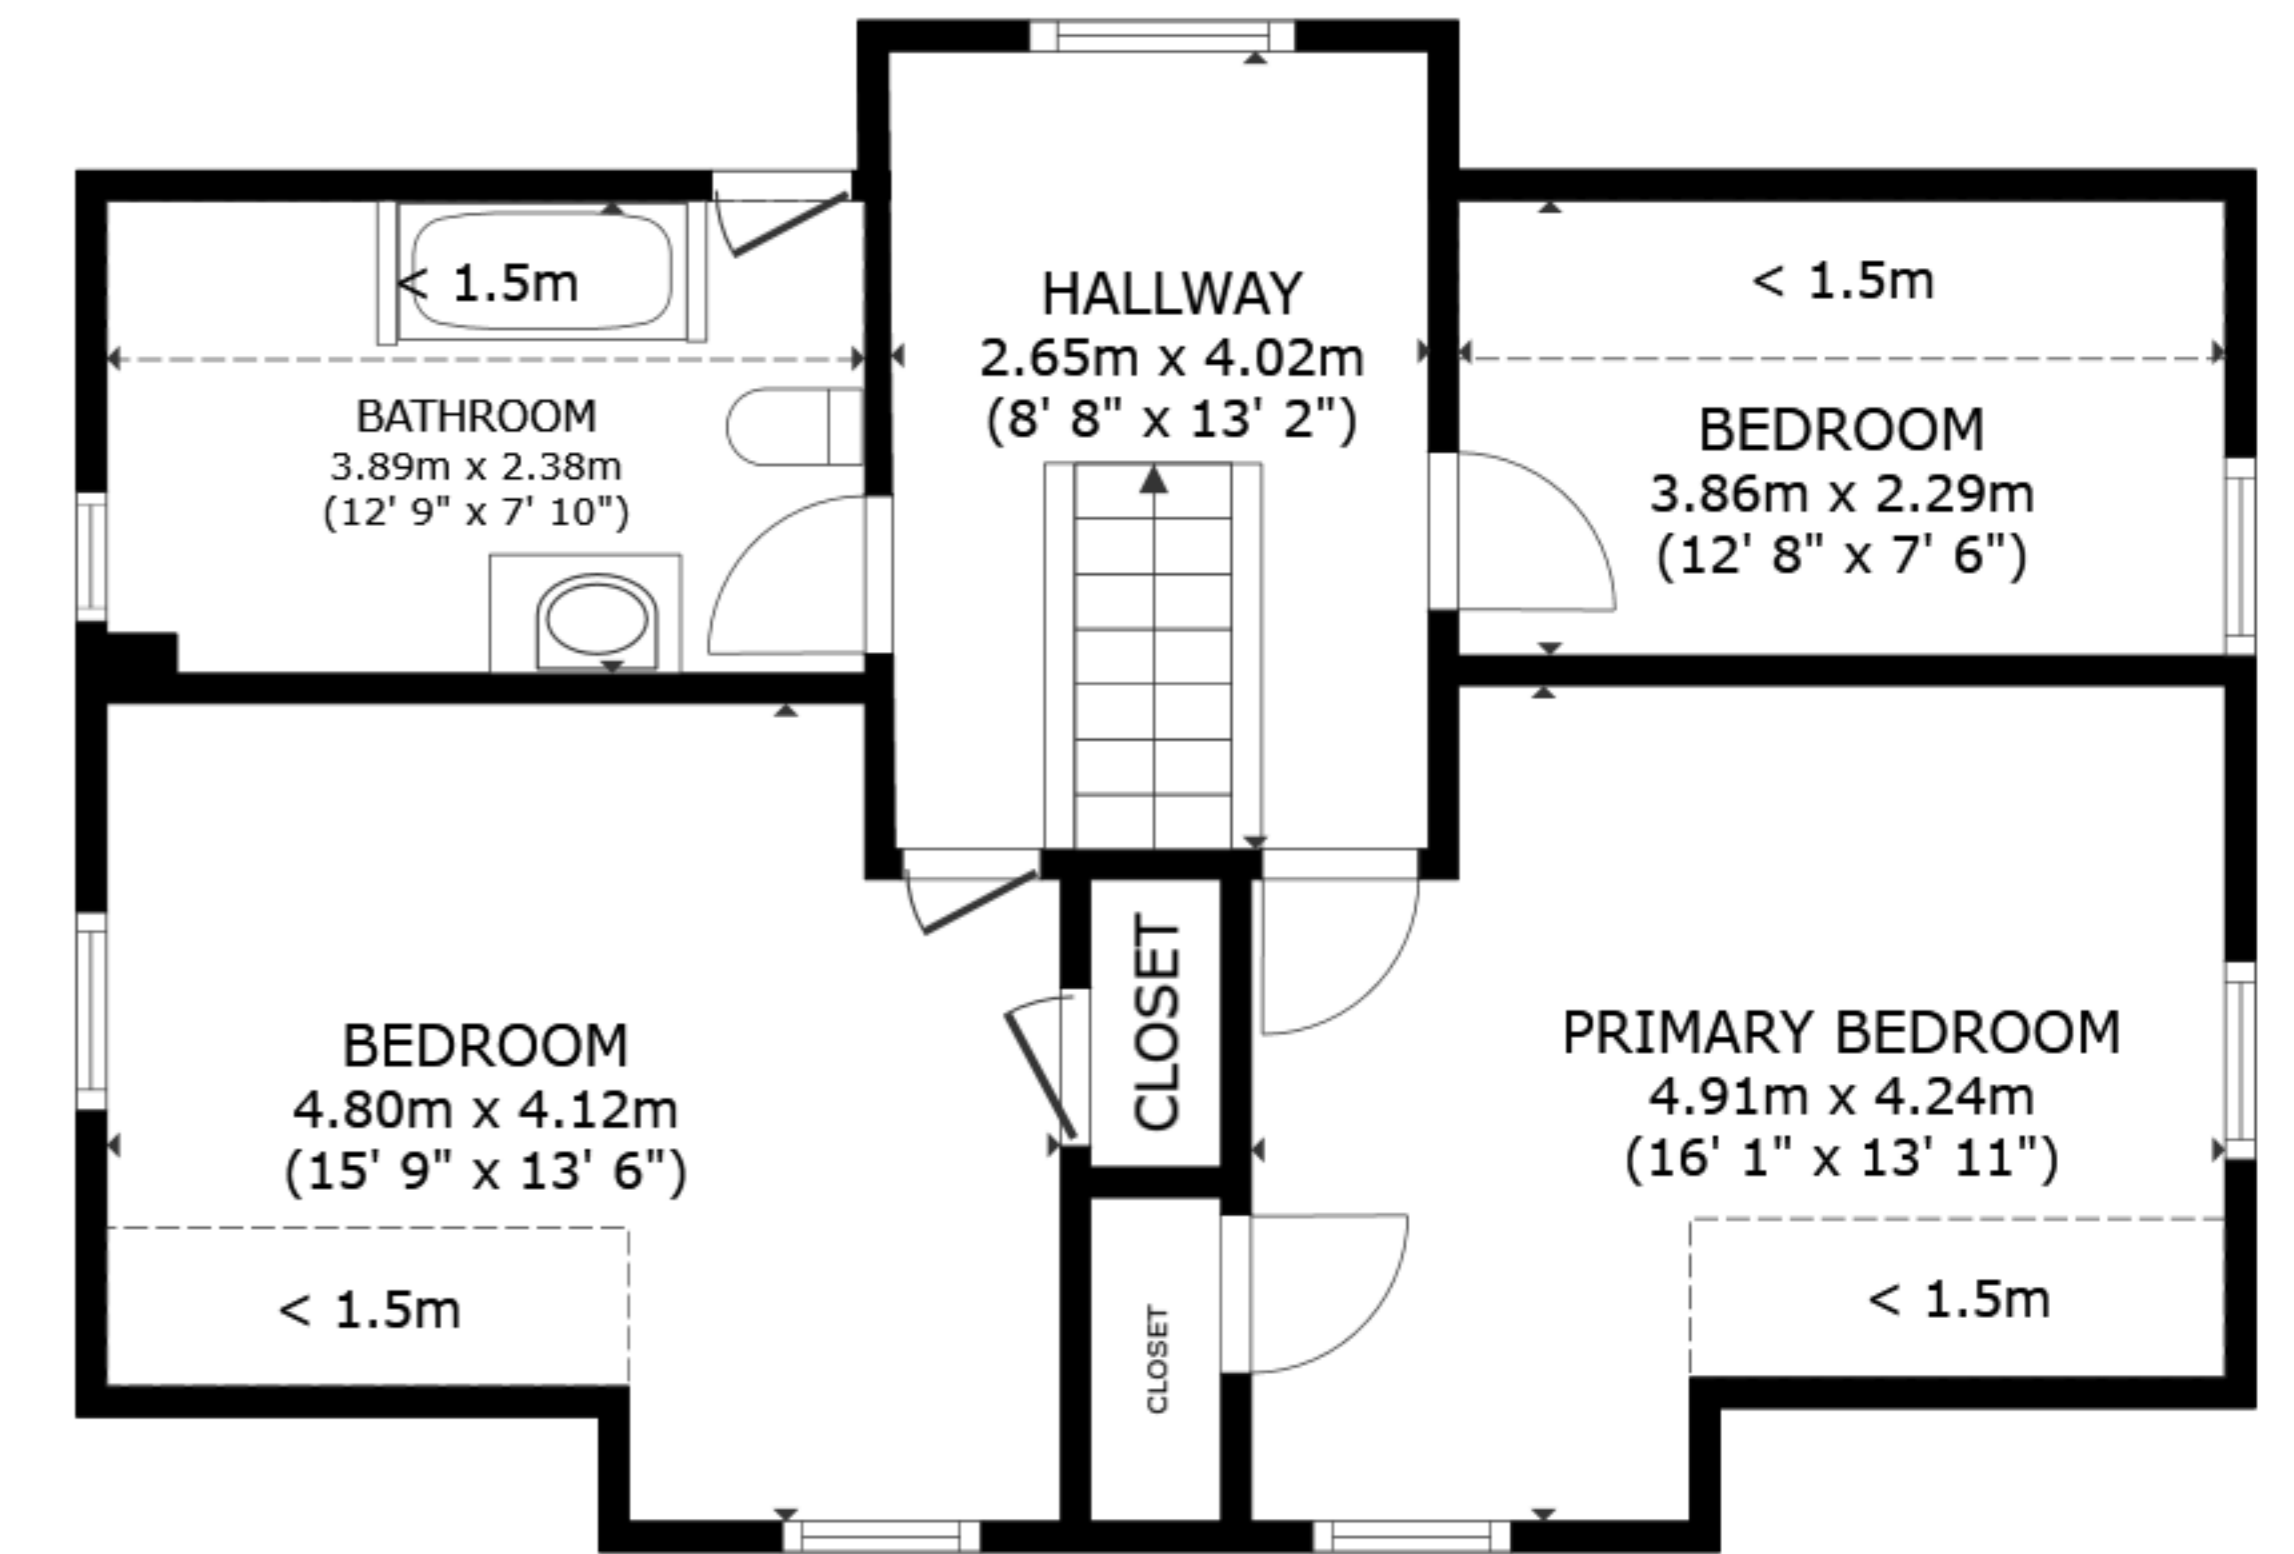 < 1.5m
BATHROOM
3.89m x 2.38m
(12' 9" x 7' 10")
HALLWAY
2.65m x 4.02m
(8' 8" x 13' 2")
< 1.5m
BEDROOM
3.86m x 2.29m
(12' 8" x 7' 6")
BEDROOM
4.80m x 4.12m
(15' 9" x 13' 6")
< 1.5m
CLOSET
CLOSET
PRIMARY BEDROOM
4.91m x 4.24m
(16' 1" x 13' 11")
< 1.5m